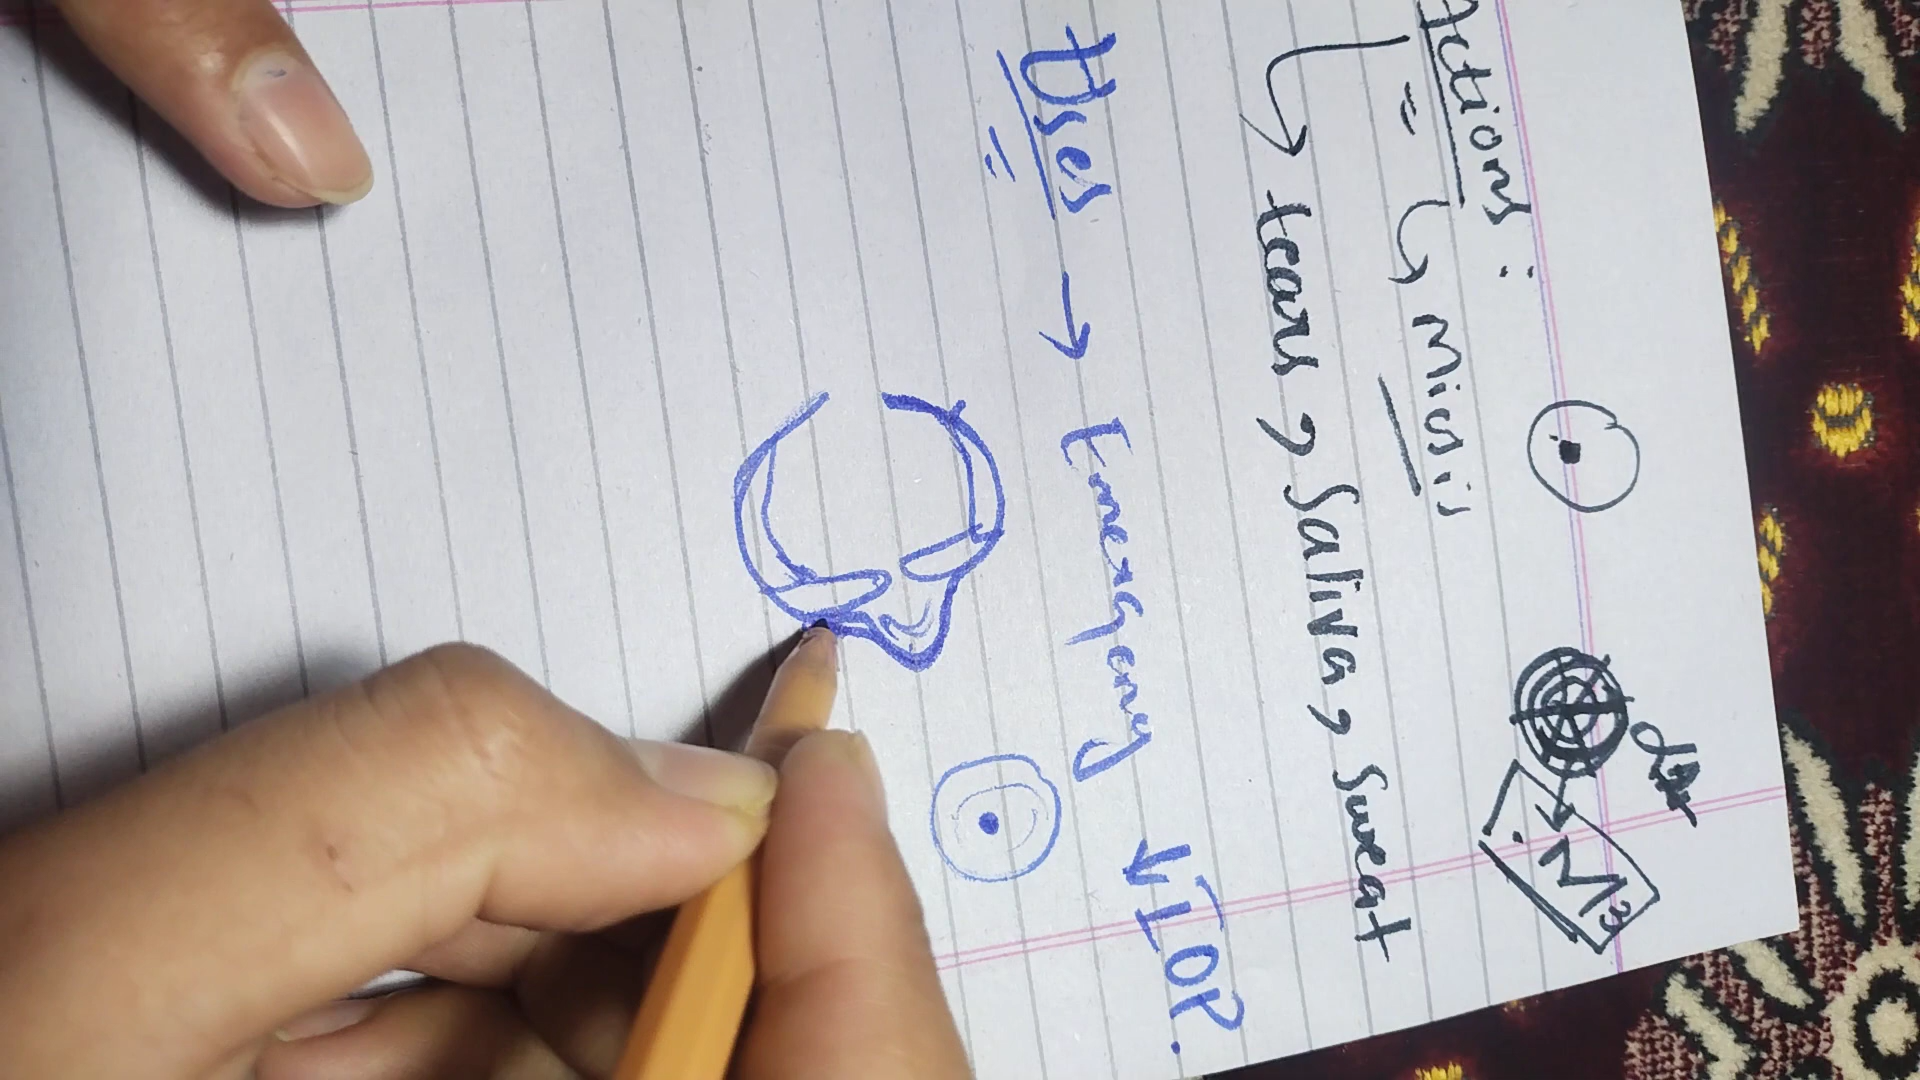 Actions :
Miosis
M3
tears, Saliva, Sweat
Uses → Emergency ↓IOP.